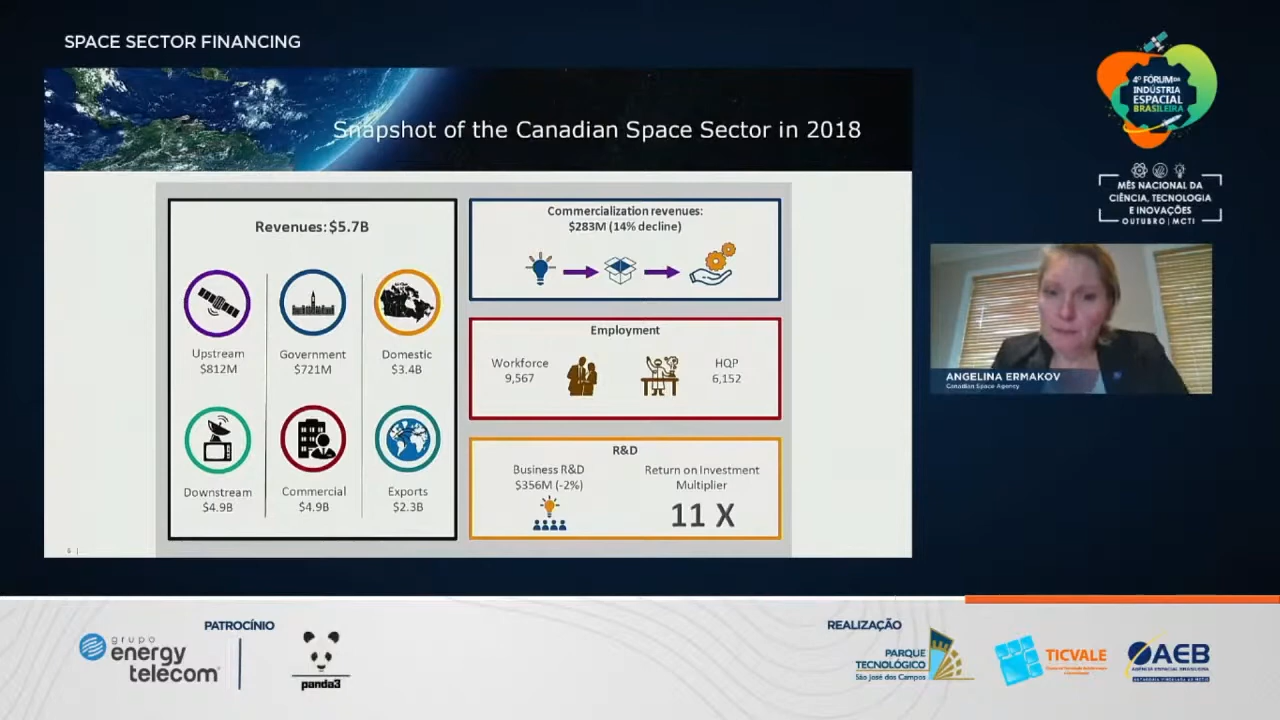 SPACE SECTOR FINANCING
4º FÓRUM DA
INDÚSTRIA
ESPACIAL
BRASILEIRA
MÊS NACIONAL DA
CIÊNCIA, TECNOLOGIA
E INOVAÇÕES
OUTUBRO | MCTI
Snapshot of the Canadian Space Sector in 2018
Revenues: $5.7B
Upstream
$812M
Government
$721M
Domestic
$3.4B
Downstream
$4.9B
Commercial
$4.9B
Exports
$2.3B
Commercialization revenues:
$283M (14% decline)
Employment
Workforce
9,567
HQP
6,152
R&D
Business R&D
$356M (-2%)
Return on Investment
Multiplier
11 X
6 |
ANGELINA ERMAKOV
Canadian Space Agency
PATROCÍNIO
grupo
energy
telecom
panda3
REALIZAÇÃO
PARQUE
TECNOLÓGICO
São José dos Campos
TICVALE
AEB
AGÊNCIA ESPACIAL BRASILEIRA